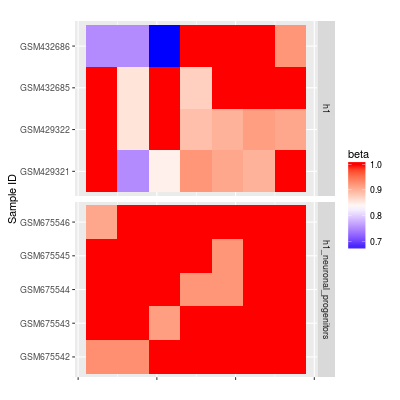 Sample ID
GSM432686
GSM432685
GSM429322
GSM429321
h1
GSM675546
GSM675545
GSM675544
GSM675543
GSM675542
h1_neuronal_progenitors
beta
1.0
0.9
0.8
0.7